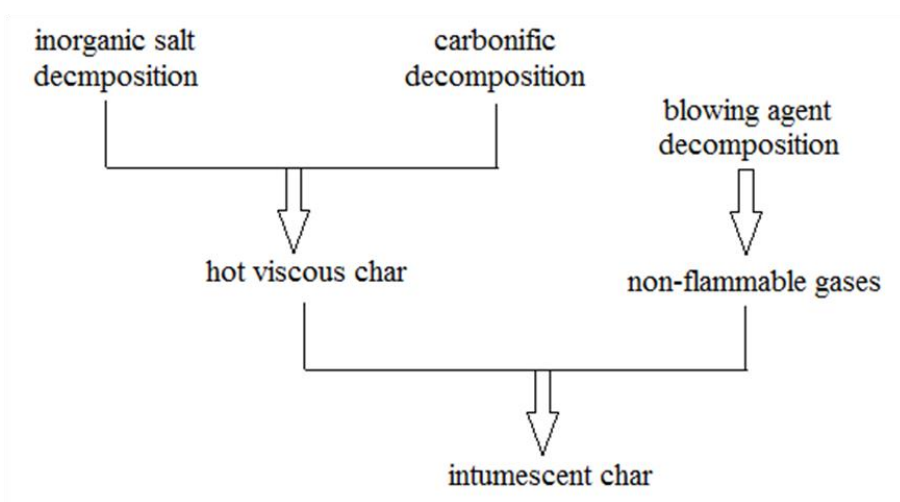 inorganic salt
decmposition
carbonific
decomposition
blowing agent
decomposition
hot viscous char
non-flammable gases
intumescent char